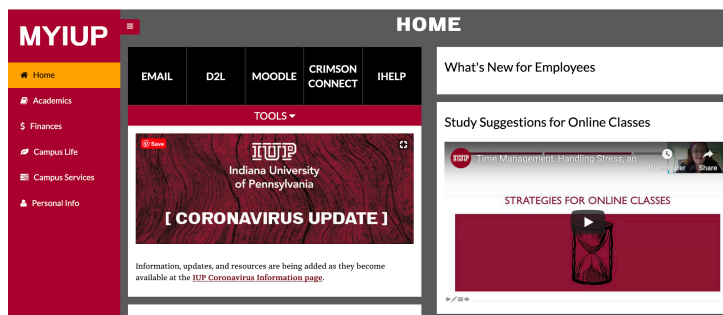 MYIUP
HOME
Home
Academics
$ Finances
Campus Life
Campus Services
Personal Info
EMAIL
D2L
MOODLE
CRIMSON
CONNECT
IHELP
TOOLS
Save
IUP
Indiana University
of Pennsylvania
[ CORONAVIRUS UPDATE ]
Information, updates, and resources are being added as they become
available at the IUP Coronavirus Information page.
What's New for Employees
Study Suggestions for Online Classes
IUP
Time Management, Handling Stress, an
Watch later
Share
STRATEGIES FOR ONLINE CLASSES